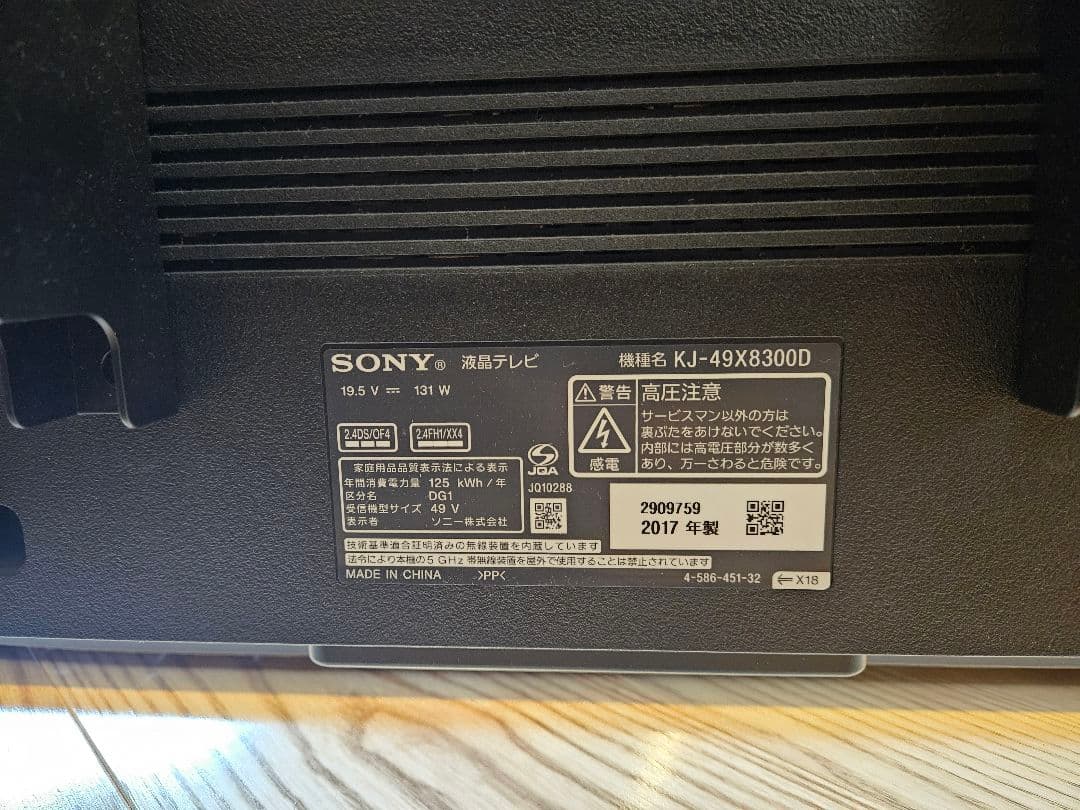 SONY® 液晶テレビ 機種名 KJ-49X8300D
19.5 V ⎓ 131 W
2.4DS/OF4 2.4FH1/XX4
家庭用品品質表示法による表示
年間消費電力量 125 kWh/年
区分名 DG1
受信機型サイズ 49 V
表示者 ソニー株式会社
JQA
JQ10288
警告 高圧注意
感電
サービスマン以外の方は
裏ぶたをあけないでください。
内部には高電圧部分が数多く
あり、万一さわると危険です。
2909759
2017 年製
技術基準適合証明済みの無線装置を内蔵しています
法令により本機の5 GHz 帯無線装置を屋外で使用することは禁止されています
MADE IN CHINA >PP< 4-586-451-32 X18